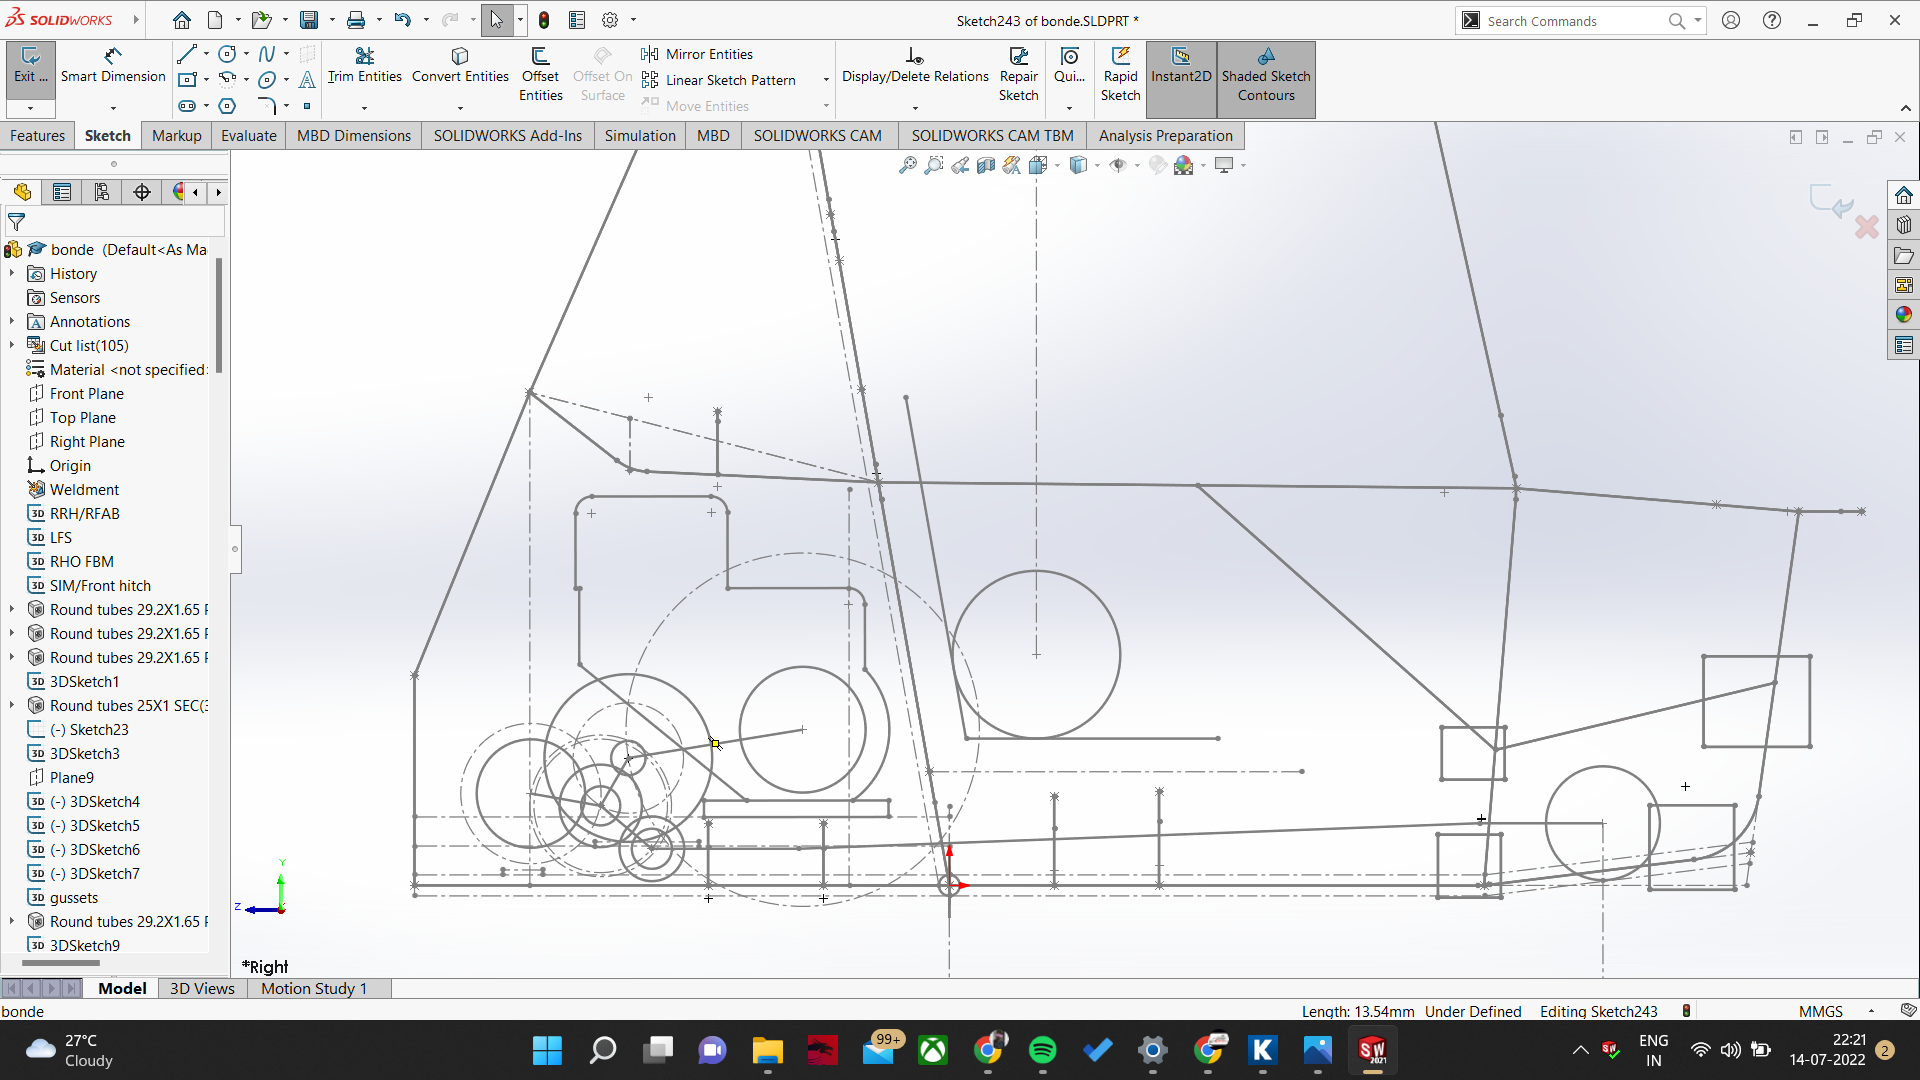 SOLIDWORKS
Sketch243 of bonde.SLDPRT *
Search Commands
Exit ...
Smart Dimension
Trim Entities
Convert Entities
Offset Entities
Offset On Surface
Mirror Entities
Linear Sketch Pattern
Move Entities
Display/Delete Relations
Repair Sketch
Qui...
Rapid Sketch
Instant2D
Shaded Sketch Contours
Features
Sketch
Markup
Evaluate
MBD Dimensions
SOLIDWORKS Add-Ins
Simulation
MBD
SOLIDWORKS CAM
SOLIDWORKS CAM TBM
Analysis Preparation
bonde (Default<As Ma
History
Sensors
Annotations
Cut list(105)
Material <not specified>
Front Plane
Top Plane
Right Plane
Origin
Weldment
RRH/RFAB
LFS
RHO FBM
SIM/Front hitch
Round tubes 29.2X1.65 P
Round tubes 29.2X1.65 P
Round tubes 29.2X1.65 P
3DSketch1
Round tubes 25X1 SEC(3
(-) Sketch23
3DSketch3
Plane9
(-) 3DSketch4
(-) 3DSketch5
(-) 3DSketch6
(-) 3DSketch7
gussets
Round tubes 29.2X1.65 P
3DSketch9
Y
Z
*Right
Model
3D Views
Motion Study 1
bonde
Length: 13.54mm
Under Defined
Editing Sketch243
MMGS
27°C
Cloudy
99+
K
SW
2021
ENG
IN
22:21
14-07-2022
2